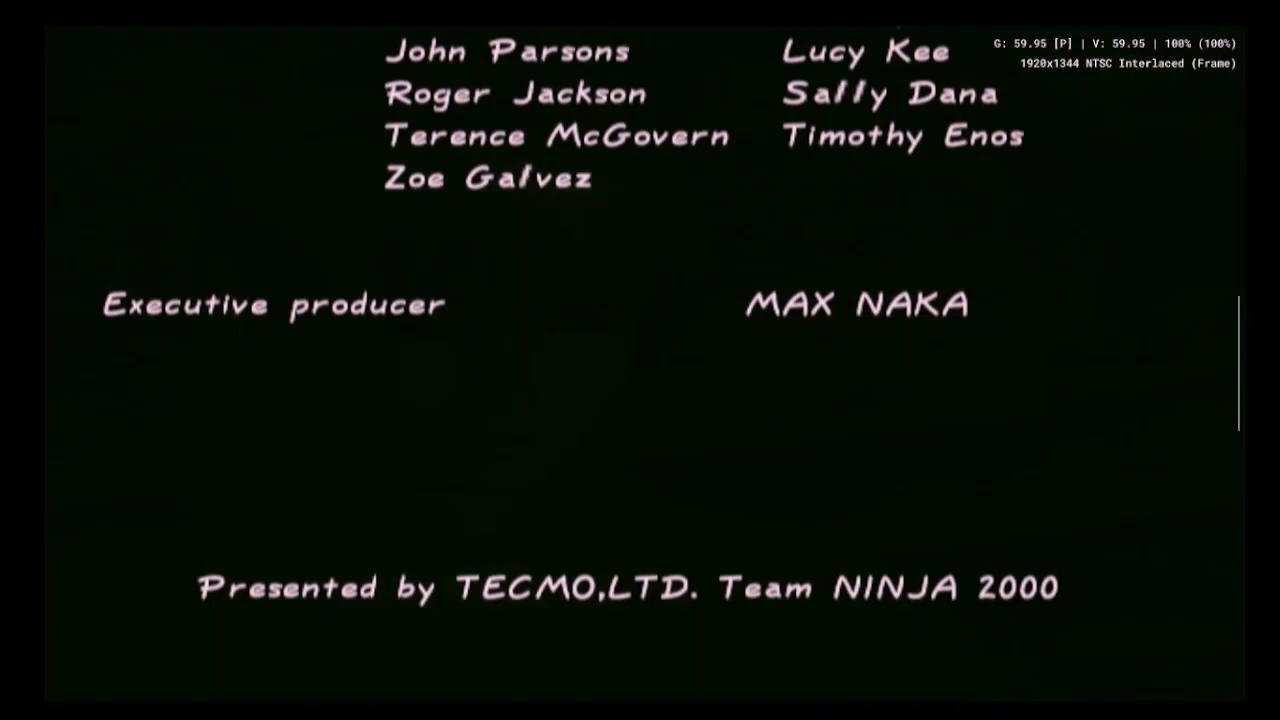 John Parsons Lucy Kee
G: 59.95 [P] | V: 59.95 | 100% (100%)
1920x1344 NTSC Interlaced (Frame)
Roger Jackson Sally Dana
Terence McGovern Timothy Enos
Zoe Galvez
Executive producer MAX NAKA
Presented by TECMO,LTD. Team NINJA 2000